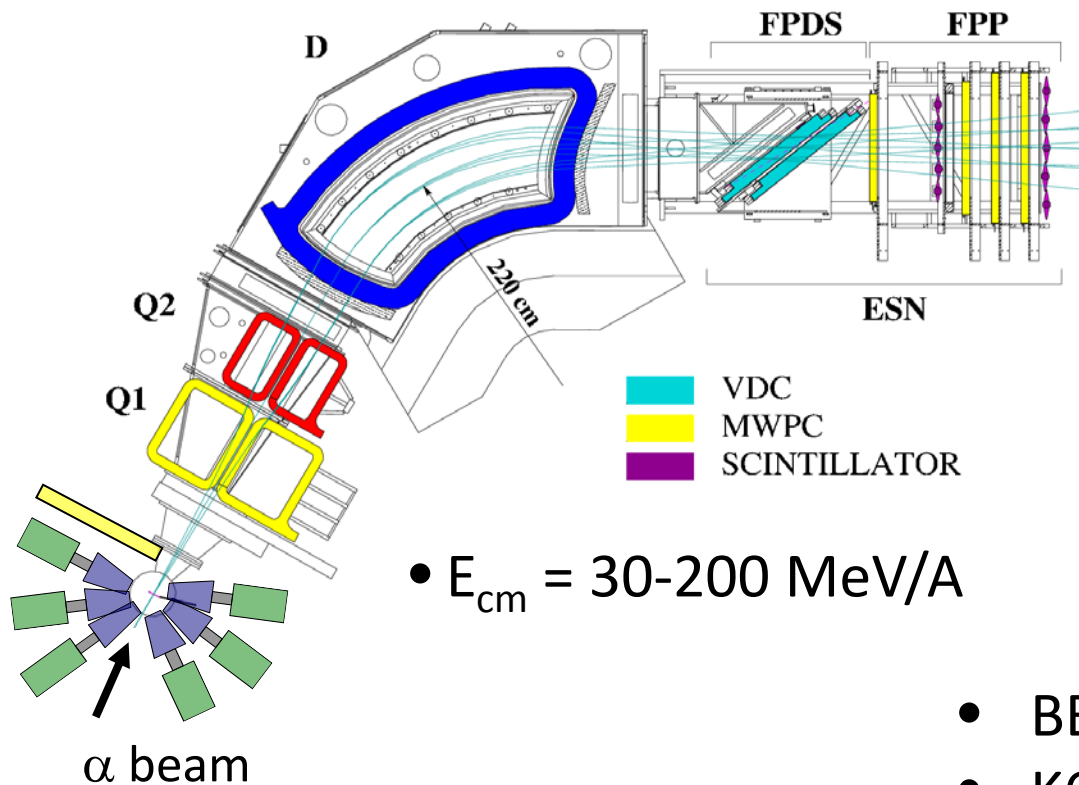 FPDS
FPP
D
220 cm
Q2
ESN
Q1
VDC
MWPC
SCINTILLATOR
• Ecm = 30-200 MeV/A
•
•
α beam